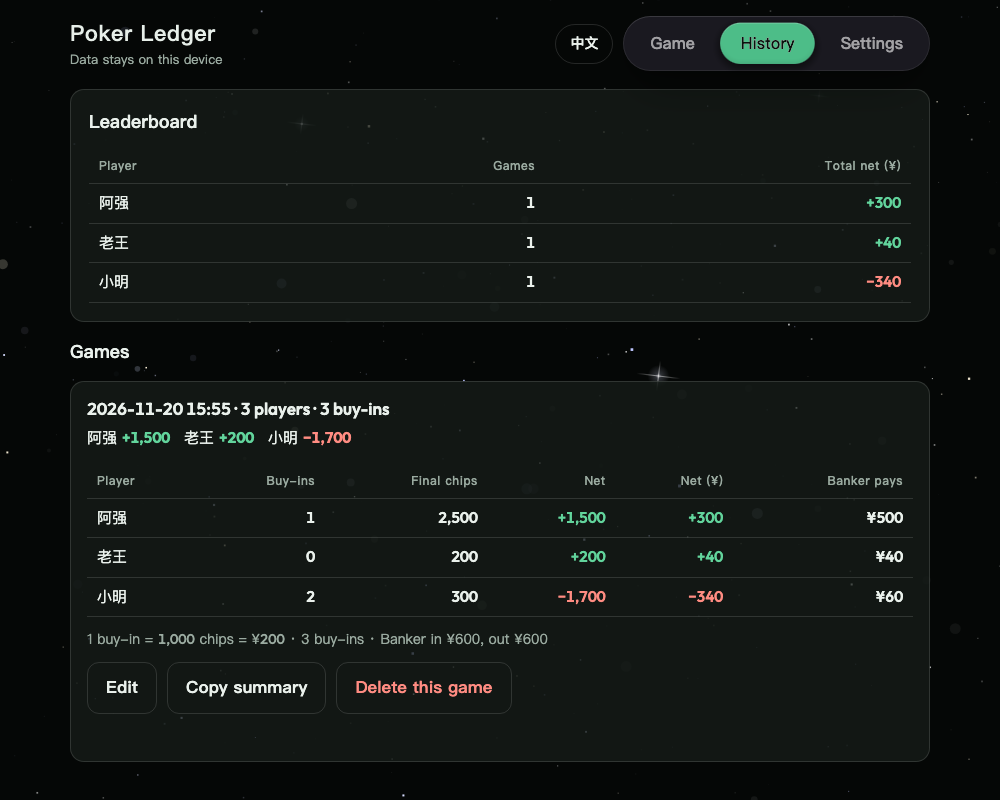 Poker Ledger
Data stays on this device
中文
Game
History
Settings
Leaderboard
Player Games Total net (¥)
阿强 1 +300
老王 1 +40
小明 1 −340
Games
2026-11-20 15:55 · 3 players · 3 buy-ins
阿强 +1,500 老王 +200 小明 −1,700
Player Buy-ins Final chips Net Net (¥) Banker pays
阿强 1 2,500 +1,500 +300 ¥500
老王 0 200 +200 +40 ¥40
小明 2 300 −1,700 −340 ¥60
1 buy-in = 1,000 chips = ¥200 · 3 buy-ins · Banker in ¥600, out ¥600
Edit
Copy summary
Delete this game